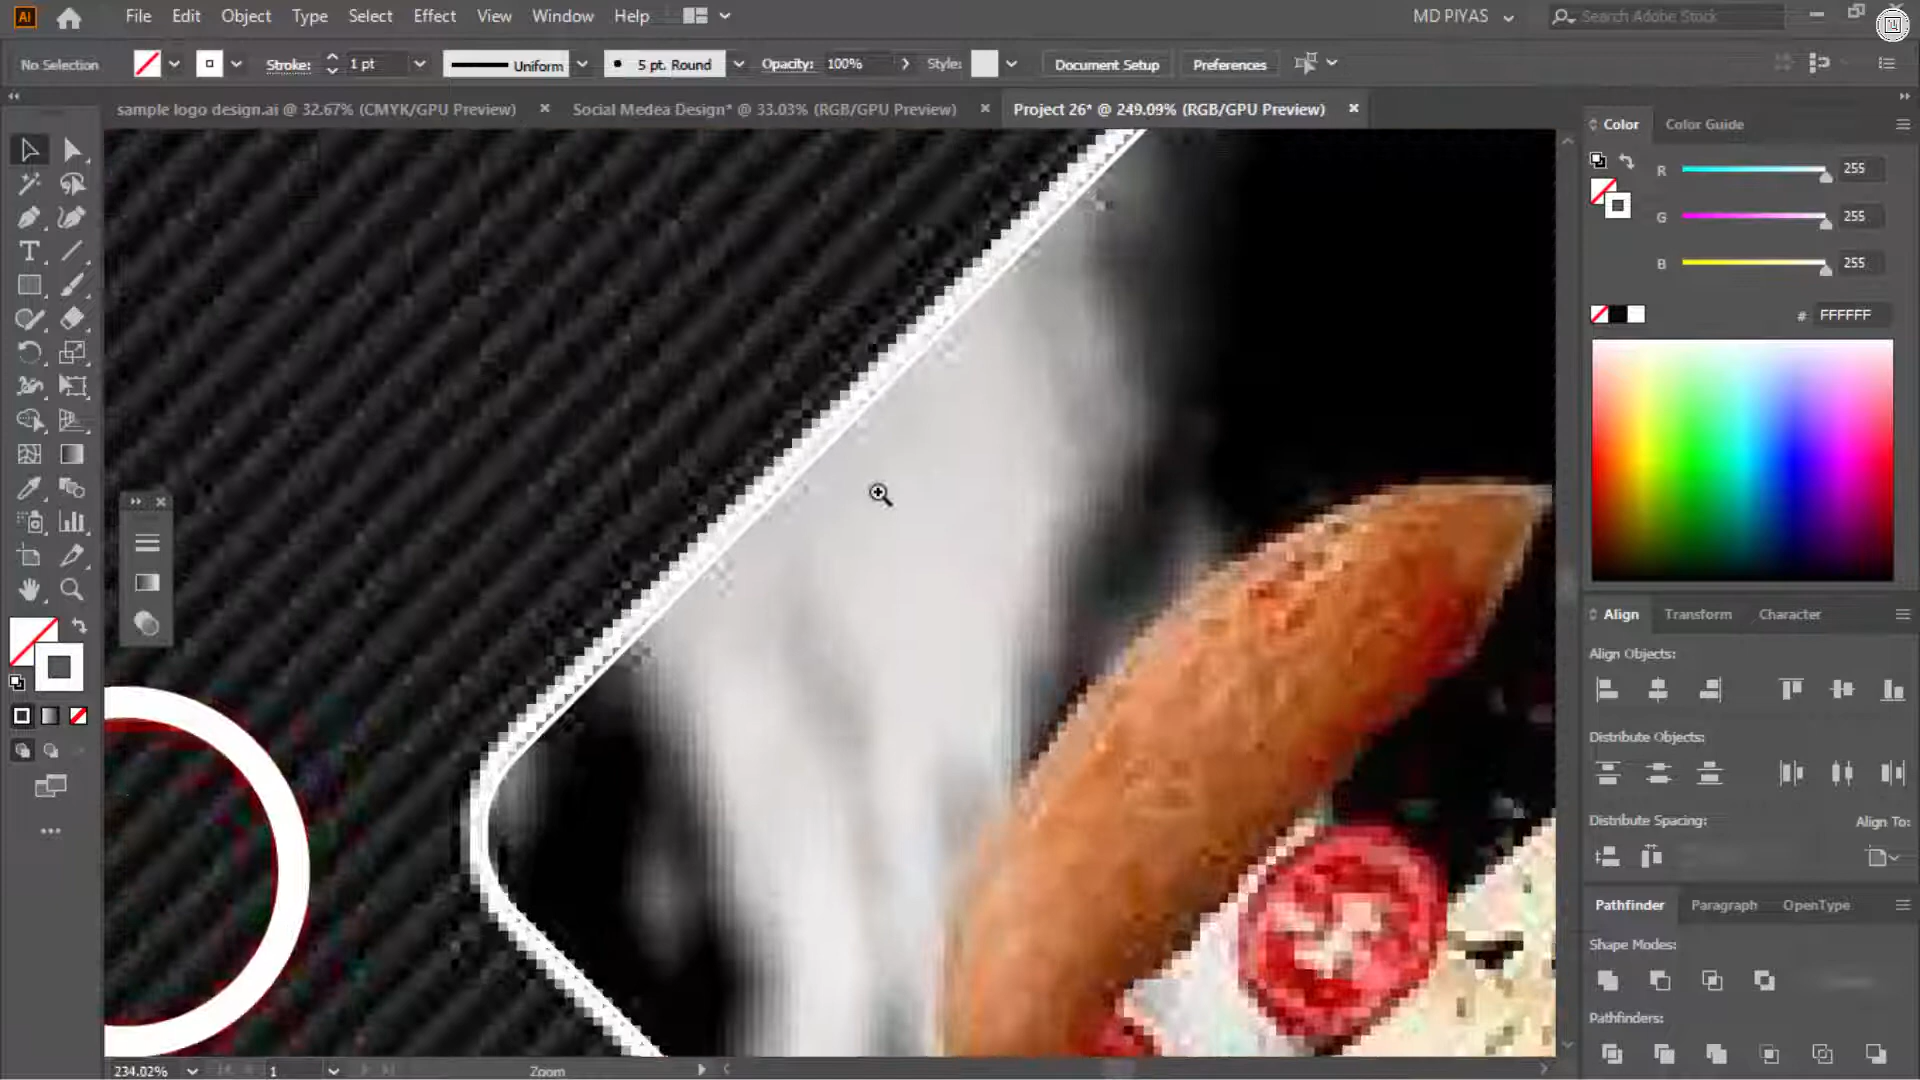 Ai File Edit Object Type Select Effect View Window Help MD PIYAS Search Adobe Stock
No Selection Stroke: 1 pt Uniform 5 pt. Round Opacity: 100% Style: Document Setup Preferences
sample logo design.ai @ 32.67% (CMYK/GPU Preview) Social Medea Design* @ 33.03% (RGB/GPU Preview) Project 26* @ 249.09% (RGB/GPU Preview)
Color Color Guide
R 255
G 255
B 255
# FFFFFF
Align Transform Character
Align Objects:
Distribute Objects:
Distribute Spacing: Align To:
Pathfinder Paragraph OpenType
Shape Modes:
Pathfinders:
234.02% 1 Zoom